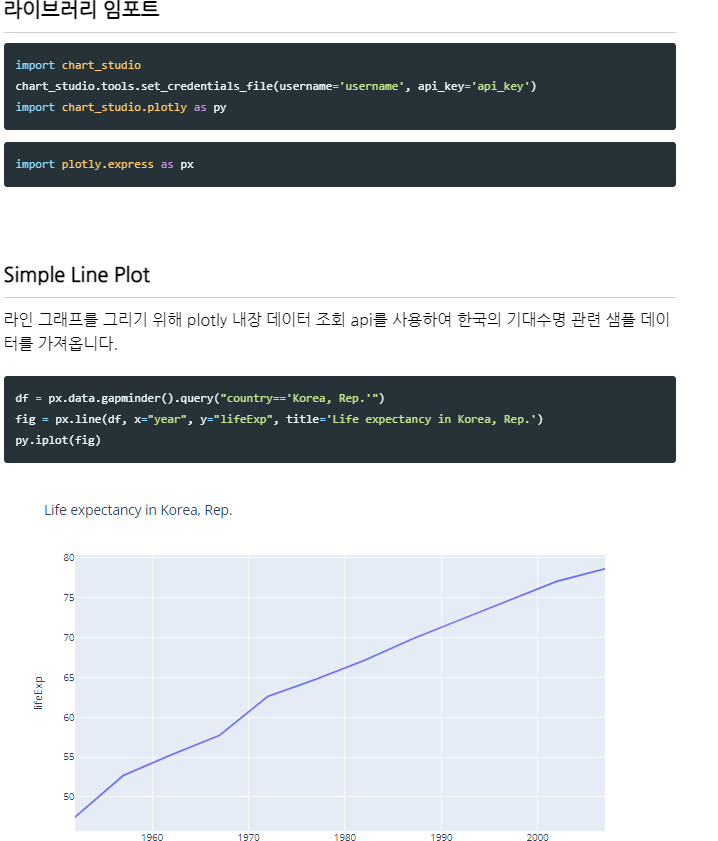 라이브러리 임포트
import chart_studio
chart_studio.tools.set_credentials_file(username='username', api_key='api_key')
import chart_studio.plotly as py
import plotly.express as px
Simple Line Plot
라인 그래프를 그리기 위해 plotly 내장 데이터 조회 api를 사용하여 한국의 기대수명 관련 샘플 데이
터를 가져옵니다.
df = px.data.gapminder().query("country=='Korea, Rep.'")
fig = px.line(df, x="year", y="lifeExp", title='Life expectancy in Korea, Rep.')
py.iplot(fig)
Life expectancy in Korea, Rep.
80
75
70
65
lifeExp
60
55
50
1960 1970 1980 1990 2000